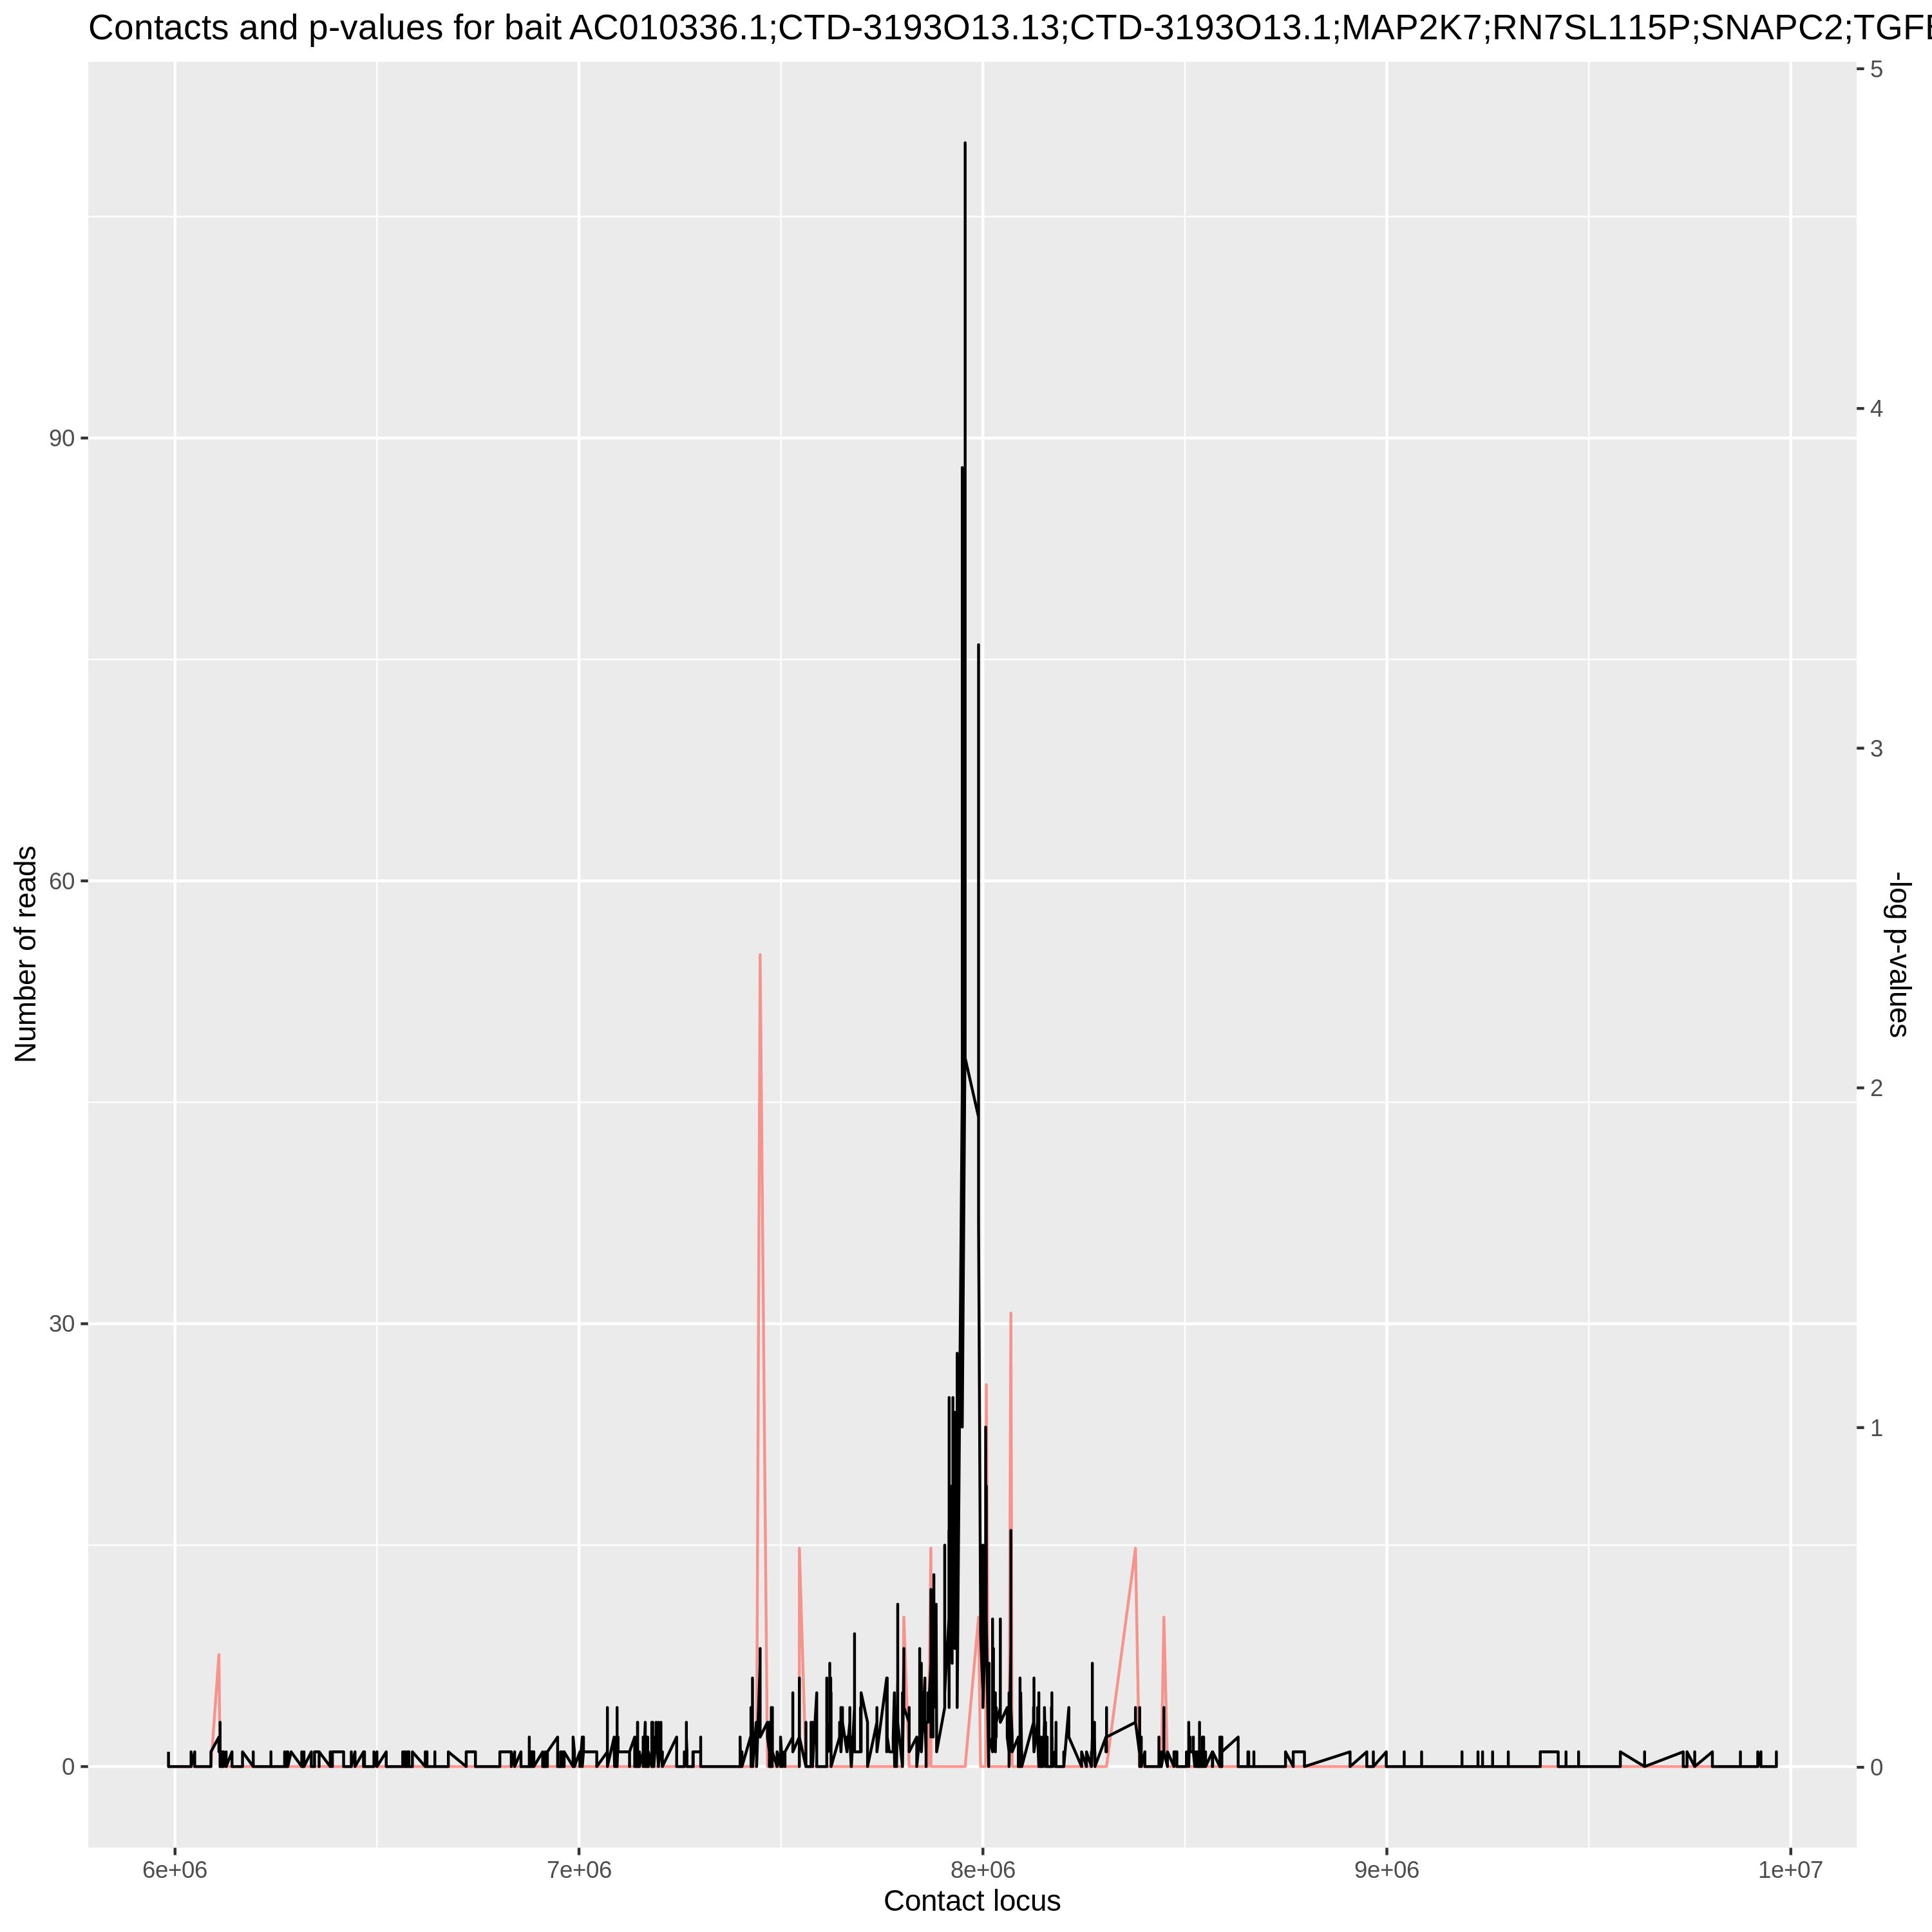 Contacts and p-values for bait AC010336.1;CTD-3193O13.13;CTD-3193O13.1;MAP2K7;RN7SL115P;SNAPC2;TGF
5
4
90
3
60
2
30
1
0
0
Number of reads
-log p-values
6e+06 7e+06 8e+06 9e+06 1e+07
Contact locus